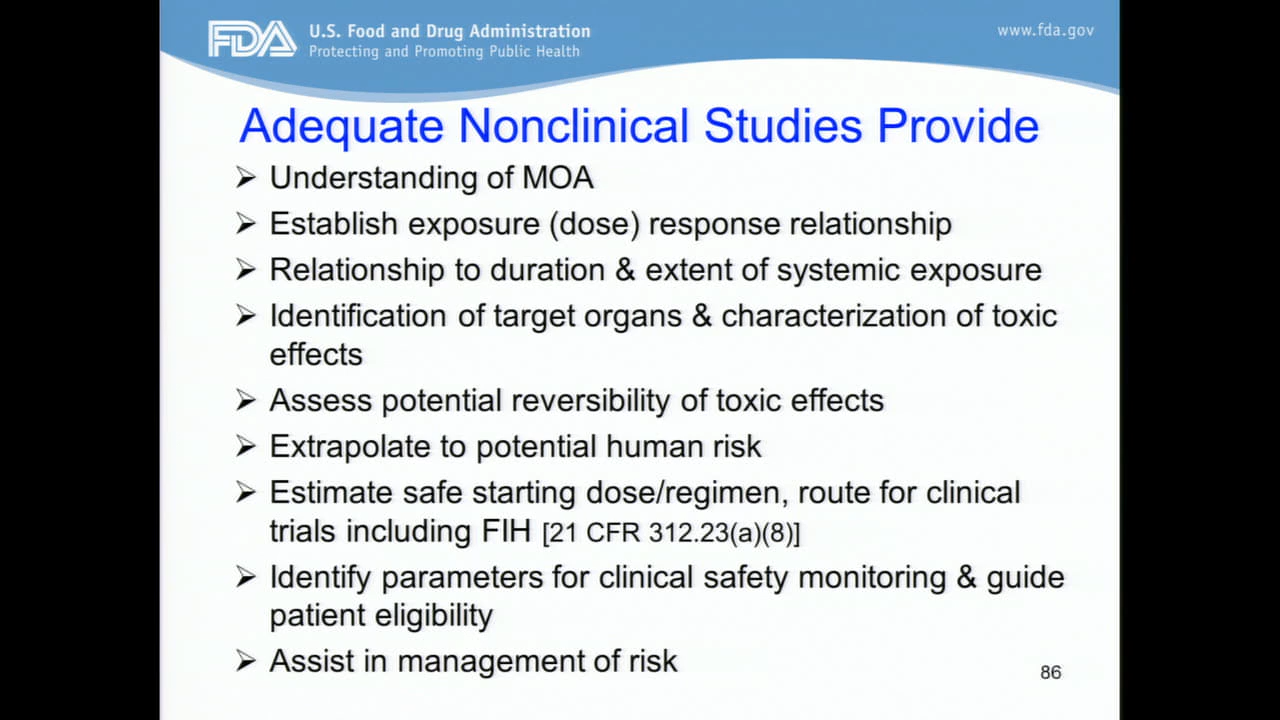 FDA
U.S. Food and Drug Administration
Protecting and Promoting Public Health
www.fda.gov
Adequate Nonclinical Studies Provide
➢ Understanding of MOA
➢ Establish exposure (dose) response relationship
➢ Relationship to duration & extent of systemic exposure
➢ Identification of target organs & characterization of toxic
effects
➢ Assess potential reversibility of toxic effects
➢ Extrapolate to potential human risk
➢ Estimate safe starting dose/regimen, route for clinical
trials including FIH [21 CFR 312.23(a)(8)]
➢ Identify parameters for clinical safety monitoring & guide
patient eligibility
➢ Assist in management of risk
86